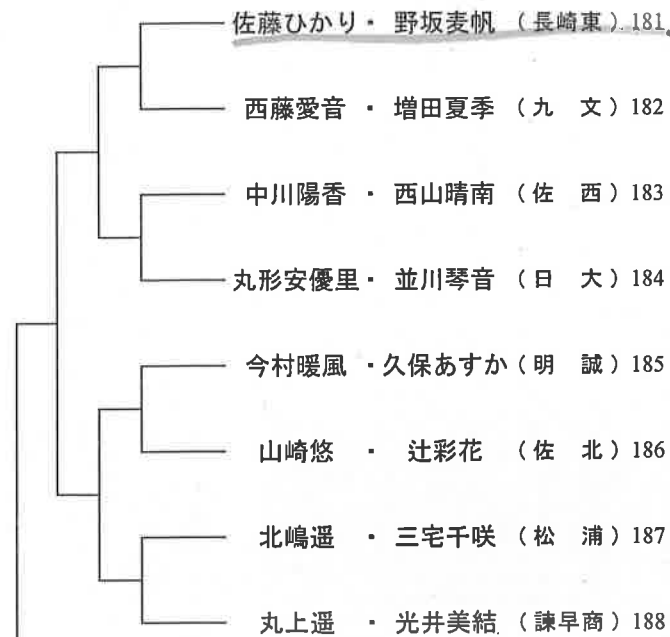 佐藤ひかり・野坂麦帆（長崎東）181
西藤愛音・増田夏季（九 文）182
中川陽香・西山晴南（佐 西）183
丸形安優里・並川琴音（日 大）184
今村暖風・久保あすか（明 誠）185
山崎悠・辻彩花（佐 北）186
北嶋遥・三宅千咲（松 浦）187
丸上遥・光井美結（諫早商）188